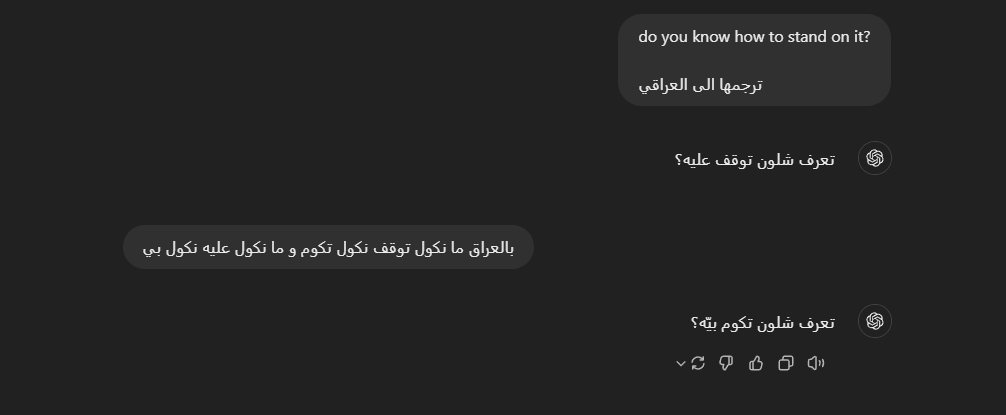 do you know how to stand on it?
ترجمها الى العراقي
تعرف شلون توقف عليه؟
بالعراق ما نكول توقف نكول تكوم و ما نكول عليه نكول بي
تعرف شلون تكوم بيّه؟